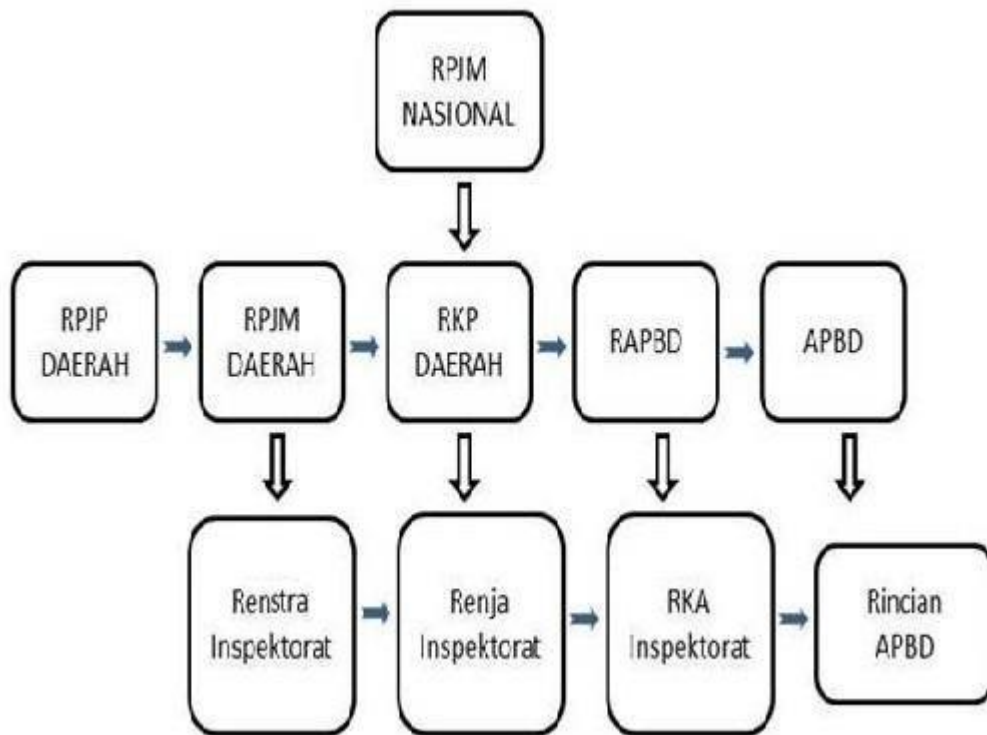 RPJM
NASIONAL
RPJP
DAERAH
RPJM
DAERAH
RKP
DAERAH
RAPBD
APBD
Renstra
Inspektorat
Renja
Inspektorat
RKA
Inspektorat
Rincian
APBD